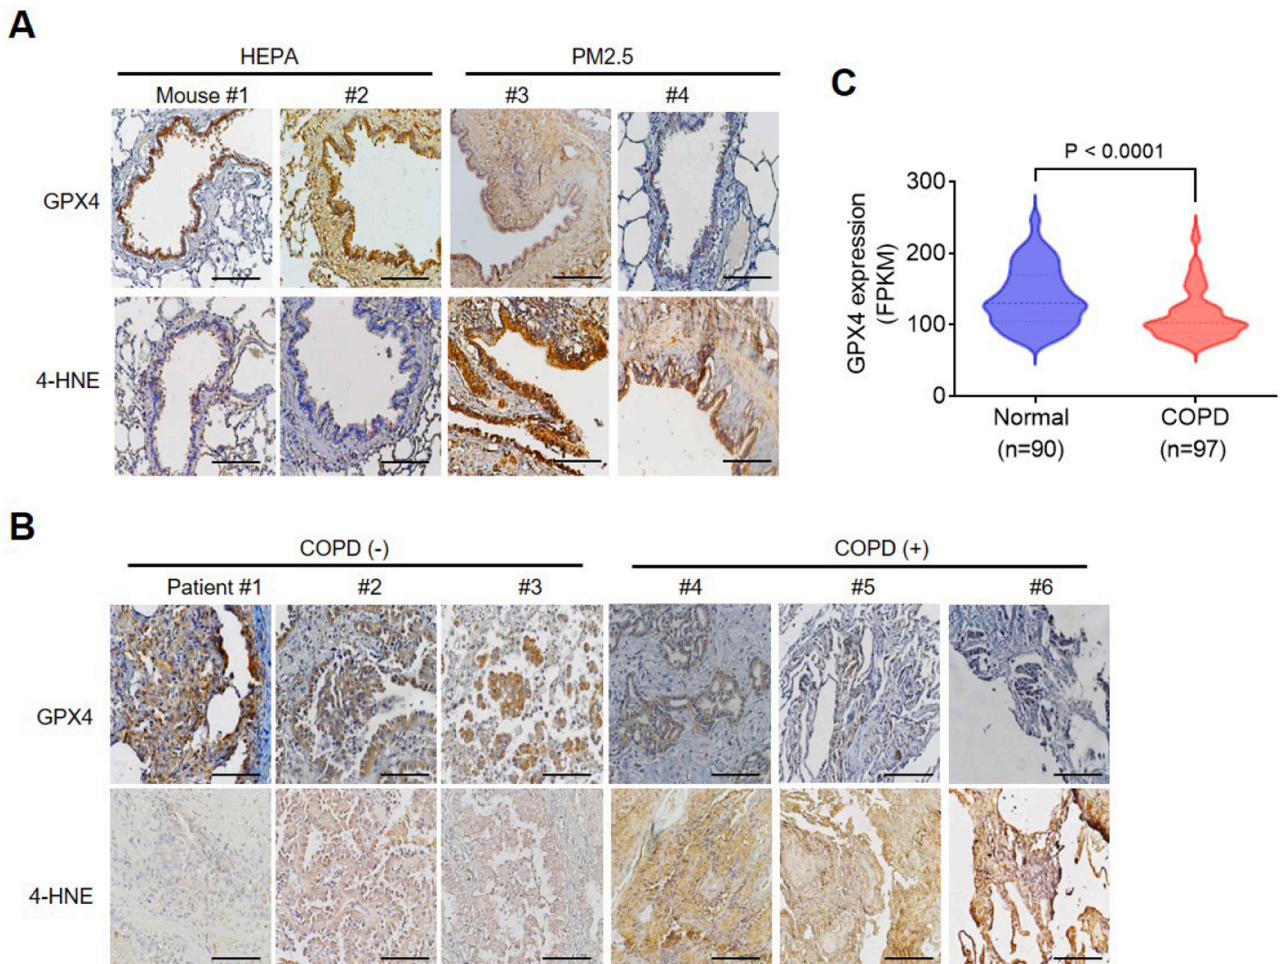 A
HEPA
PM2.5
Mouse #1
#2
#3
#4
GPX4
4-HNE
C
P < 0.0001
GPX4 expression
(FPKM)
300
200
100
0
Normal
(n=90)
COPD
(n=97)
B
COPD (-)
COPD (+)
Patient #1
#2
#3
#4
#5
#6
GPX4
4-HNE